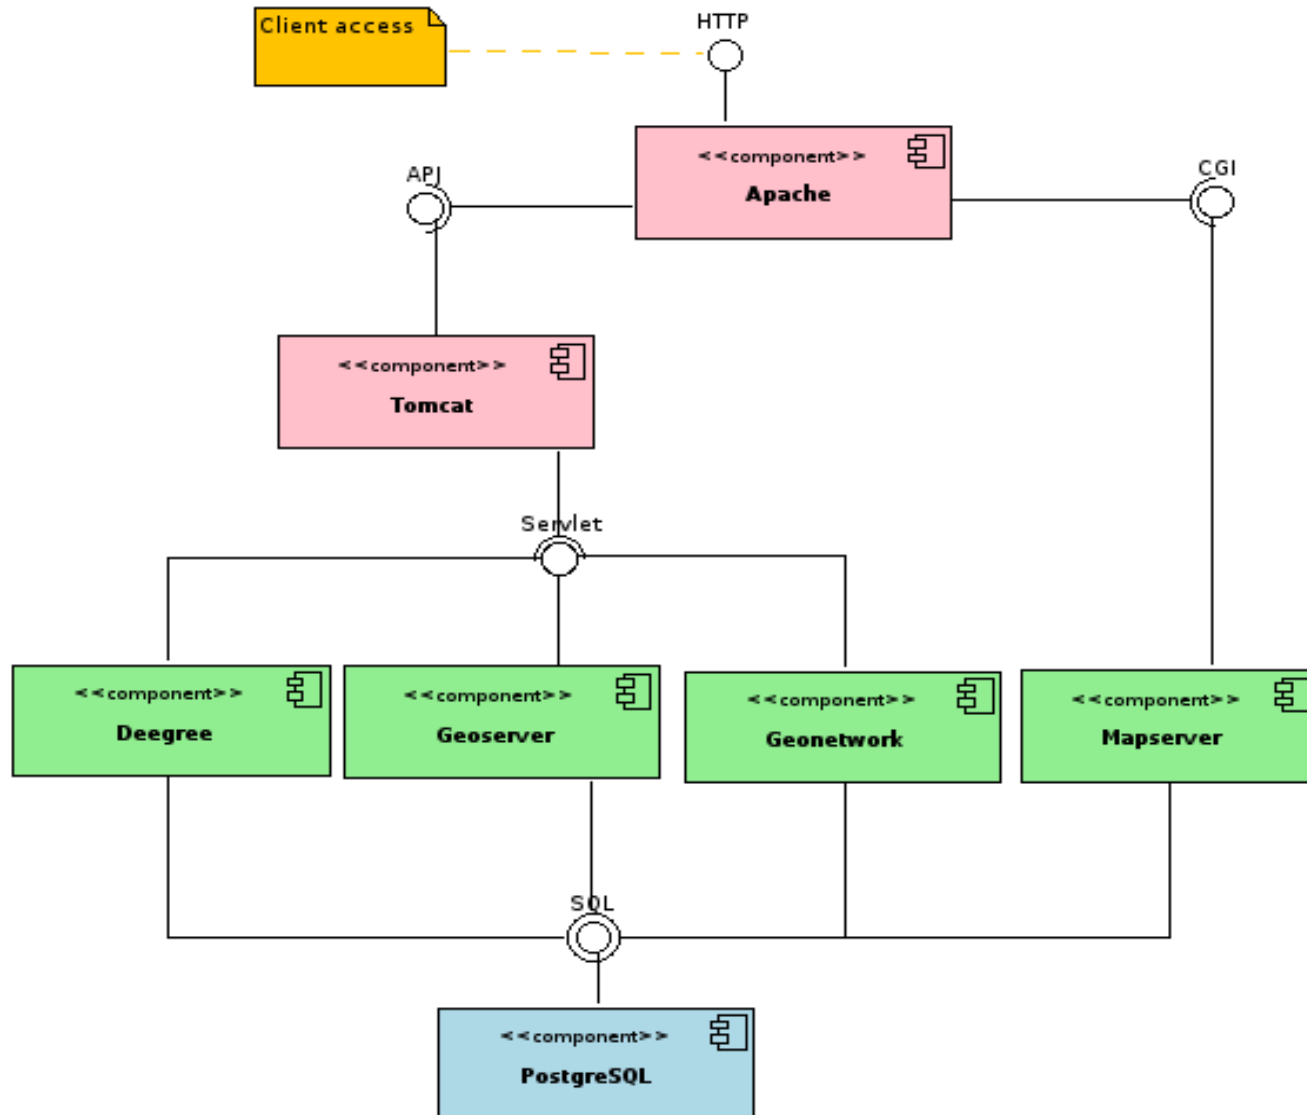 Client access
HTTP
<<component>>
Apache
APJ
CGI
<<component>>
Tomcat
Servlet
<<component>>
Deegree
<<component>>
Geoserver
<<component>>
Geonetwork
<<component>>
Mapserver
SQL
<<component>>
PostgreSQL